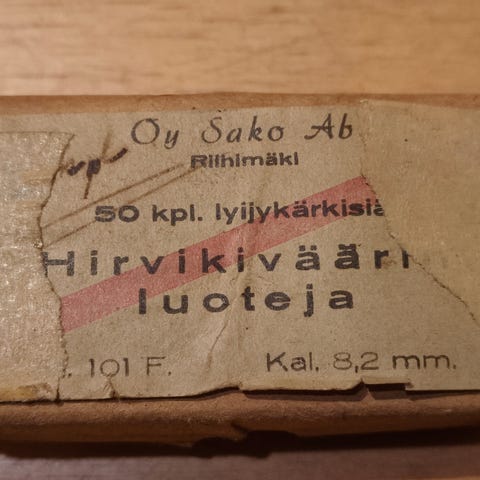 Oy Sako Ab
Riihimäki
50 kpl. lyijykärkisiä
Hirvikivääri
luoteja
. 101 F. Kal. 8,2 mm.